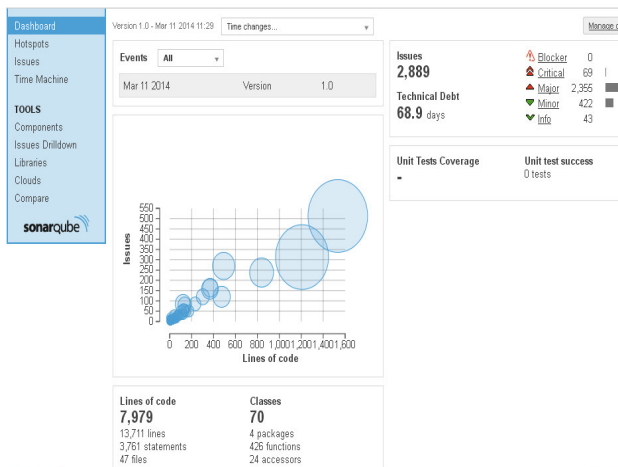 Dashboard
Hotspots
Issues
Time Machine
TOOLS
Components
Issues Drilldown
Libraries
Clouds
Compare
sonarqube
Version 1.0 - Mar 11 2014 11:29 Time changes...
Manage
Events All
Mar 11 2014 Version 1.0
Issues
2,889
Technical Debt
68.9 days
Blocker 0
Critical 69
Major 2,355
Minor 422
Info 43
Unit Tests Coverage
-
Unit test success
0 tests
Issues
550
500
450
400
350
300
250
200
150
100
50
0
0 200 400 600 800 1,000 1,200 1,400 1,600
Lines of code
Lines of code
7,979
13,711 lines
3,761 statements
47 files
Classes
70
4 packages
426 functions
24 accessors